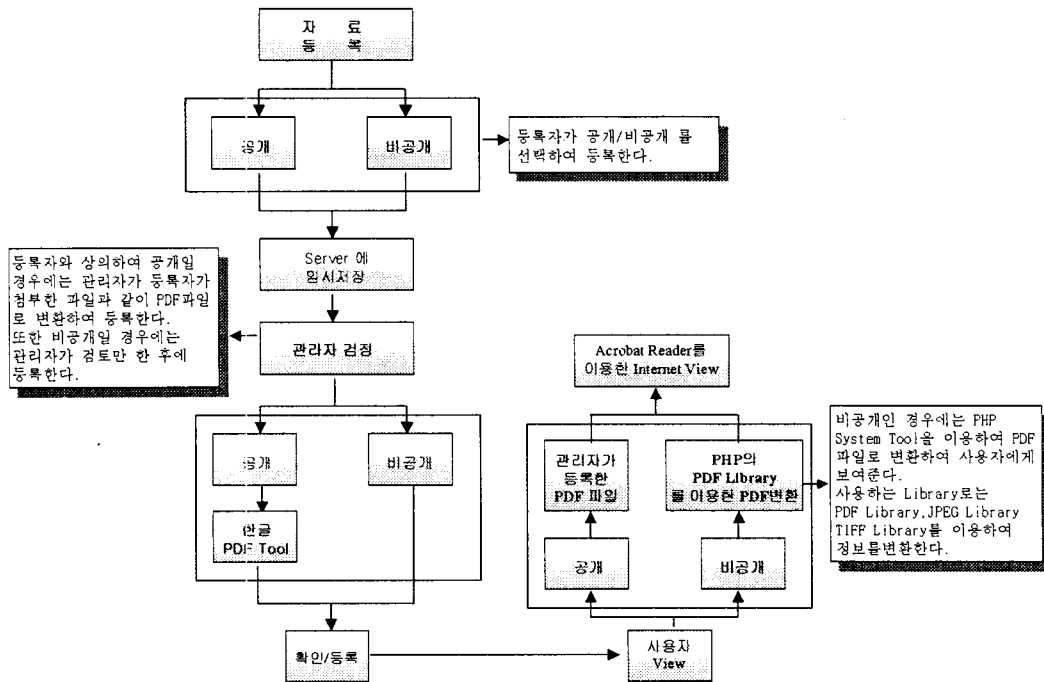 자 료
등 록
공개
비공개
등록자가 공개/비공개 를
선택하여 등록한다.
Server 에
임시저장
등록자와 상의하여 공개일
경우에는 관리자가 등록자가
첨부한 파일과 같이 PDF파일
로 변환하여 등록한다.
또한 비공개일 경우에는
관리자가 검토만 한 후에
등록한다.
관리자 검정
공개
비공개
한글
PDF Tool
확인/등록
Acrobat Reader를
이용한 Internet View
관리자가
등록한
PDF 파일
PHP의
PDF Library
를 이용한 PDF변환
비공개인 경우에는 PHP
System Tool을 이용하여 PDF
파일로 변환하여 사용자에게
보여준다.
사용하는 Library로는
PDF Library,JPEG Library
TIFF Library를 이용하여
정보를변환한다.
공개
비공개
사용자
View